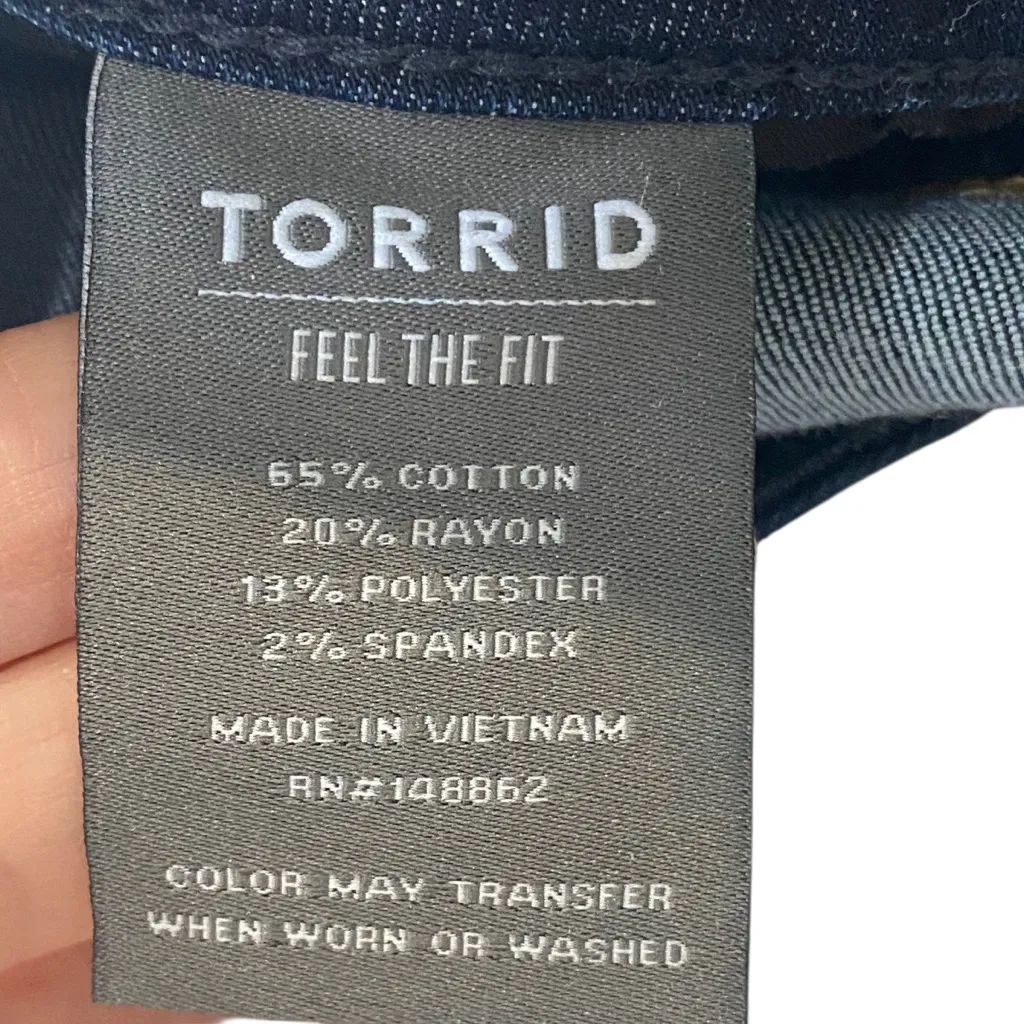 TORRID
FEEL THE FIT
65% COTTON
20% RAYON
13% POLYESTER
2% SPANDEX
MADE IN VIETNAM
RN#148862
COLOR MAY TRANSFER
WHEN WORN OR WASHED